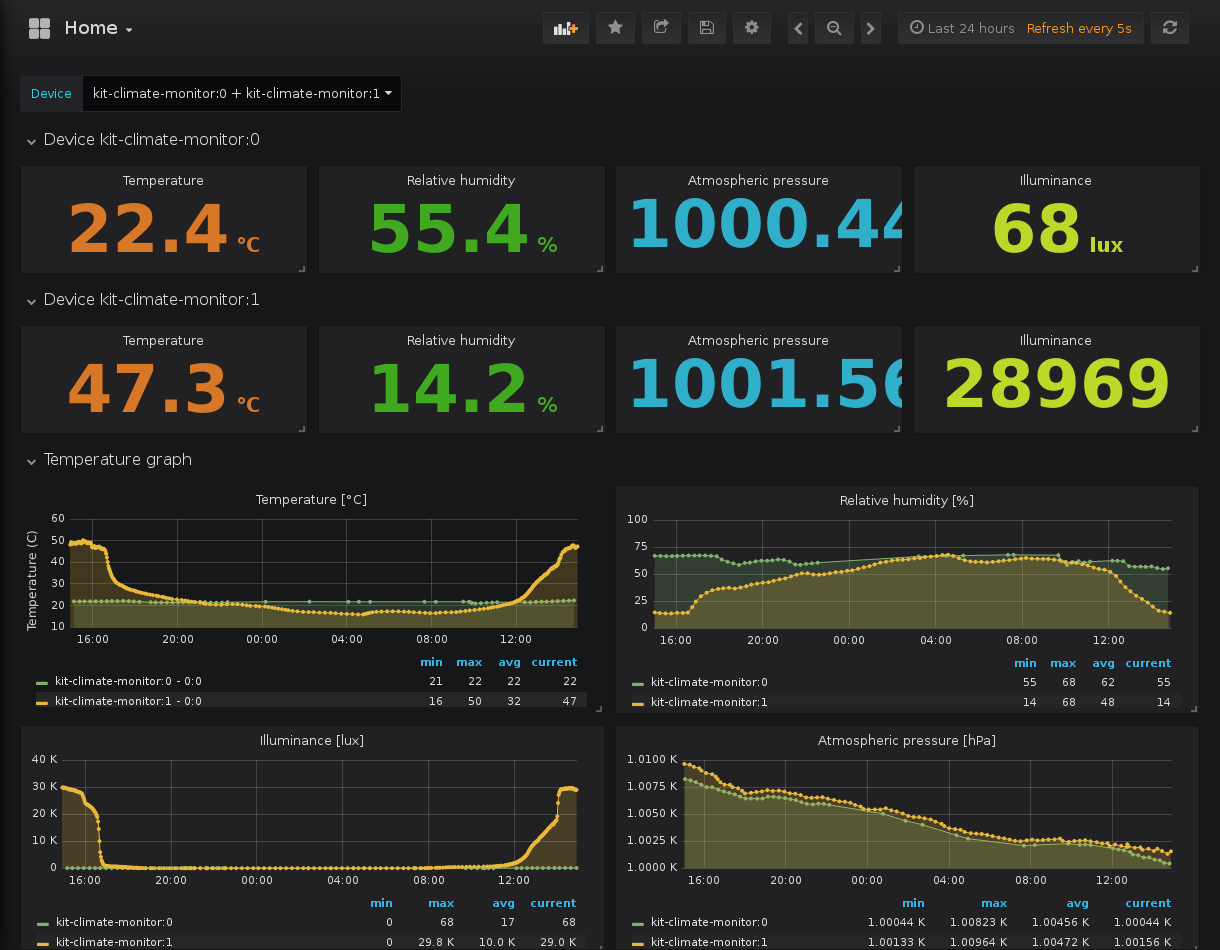 Home
Last 24 hours Refresh every 5s
Device kit-climate-monitor:0 + kit-climate-monitor:1
Device kit-climate-monitor:0
Temperature Relative humidity Atmospheric pressure Illuminance
22.4 °C 55.4 % 1000.44 68 lux
Device kit-climate-monitor:1
Temperature Relative humidity Atmospheric pressure Illuminance
47.3 °C 14.2 % 1001.56 28969
Temperature graph
Temperature [°C]
Temperature (C)
60
50
40
30
20
10
16:00 20:00 00:00 04:00 08:00 12:00
min max avg current
kit-climate-monitor:0 - 0:0 21 22 22 22
kit-climate-monitor:1 - 0:0 16 50 32 47
Relative humidity [%]
100
75
50
25
0
16:00 20:00 00:00 04:00 08:00 12:00
min max avg current
kit-climate-monitor:0 55 68 62 55
kit-climate-monitor:1 14 68 48 14
Illuminance [lux]
40 K
30 K
20 K
10 K
0
16:00 20:00 00:00 04:00 08:00 12:00
min max avg current
kit-climate-monitor:0 0 68 17 68
kit-climate-monitor:1 0 29.8 K 10.0 K 29.0 K
Atmospheric pressure [hPa]
1.0100 K
1.0075 K
1.0050 K
1.0025 K
1.0000 K
16:00 20:00 00:00 04:00 08:00 12:00
min max avg current
kit-climate-monitor:0 1.00044 K 1.00823 K 1.00456 K 1.00044 K
kit-climate-monitor:1 1.00133 K 1.00964 K 1.00472 K 1.00156 K